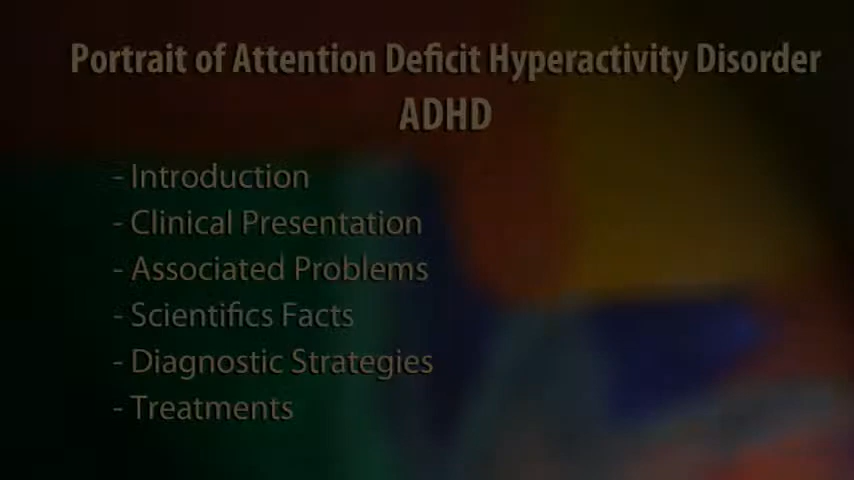 Portrait of Attention Deficit Hyperactivity Disorder
ADHD
- Introduction
- Clinical Presentation
- Associated Problems
- Scientifics Facts
- Diagnostic Strategies
- Treatments